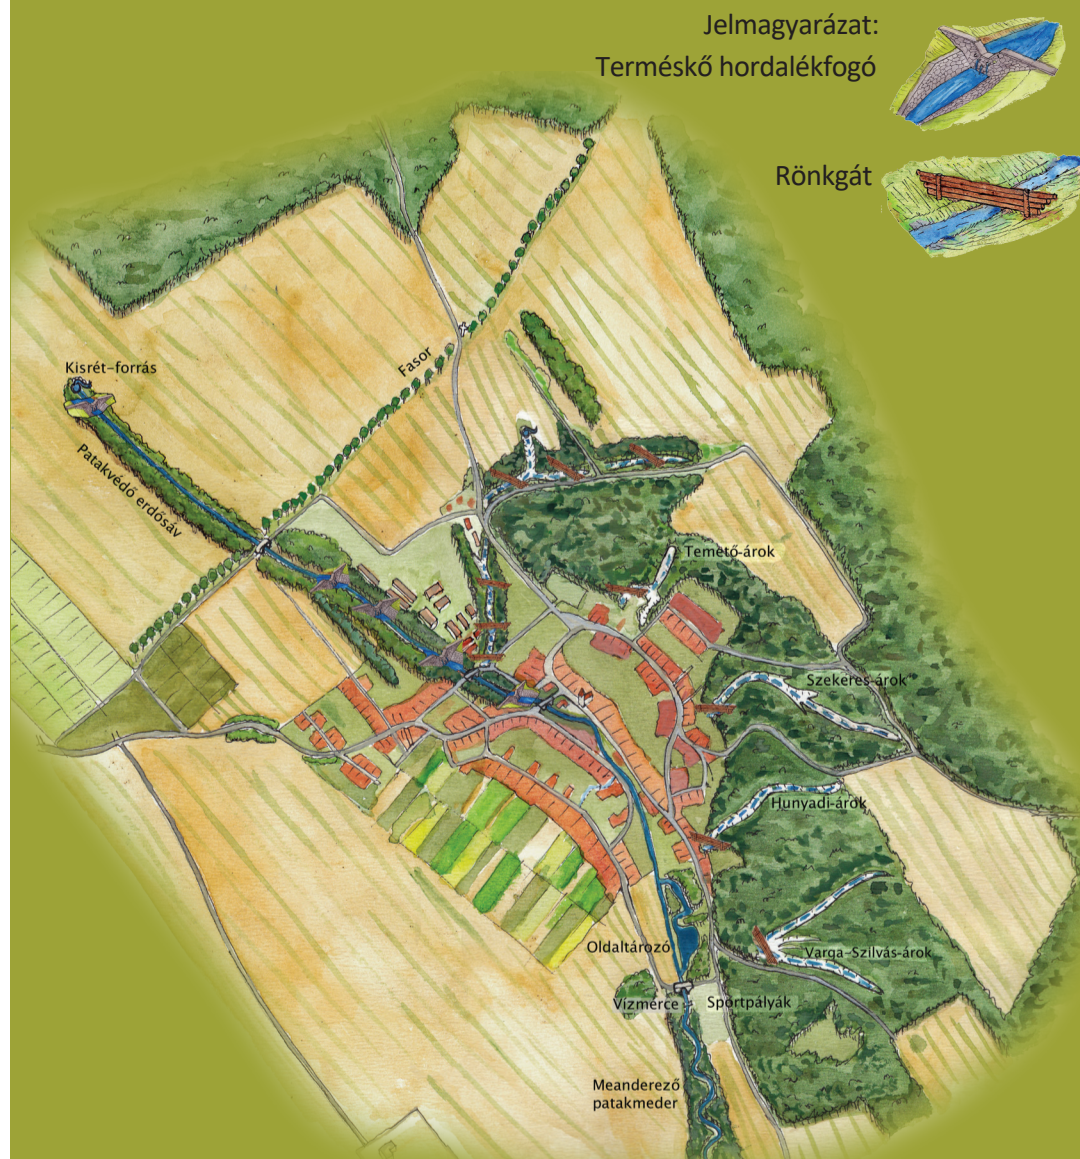 Jelmagyarázat:
Terméskő hordalékfogó
Rönkgát
Kisrét-forrás
Fasor
Patakvédő erdősáv
Temető-árok
Szekeres-árok
Hunyadi-árok
Oldaltározó
Varga-Szilvás-árok
Vízmérce
Sportpályák
Meanderező
patakmeder